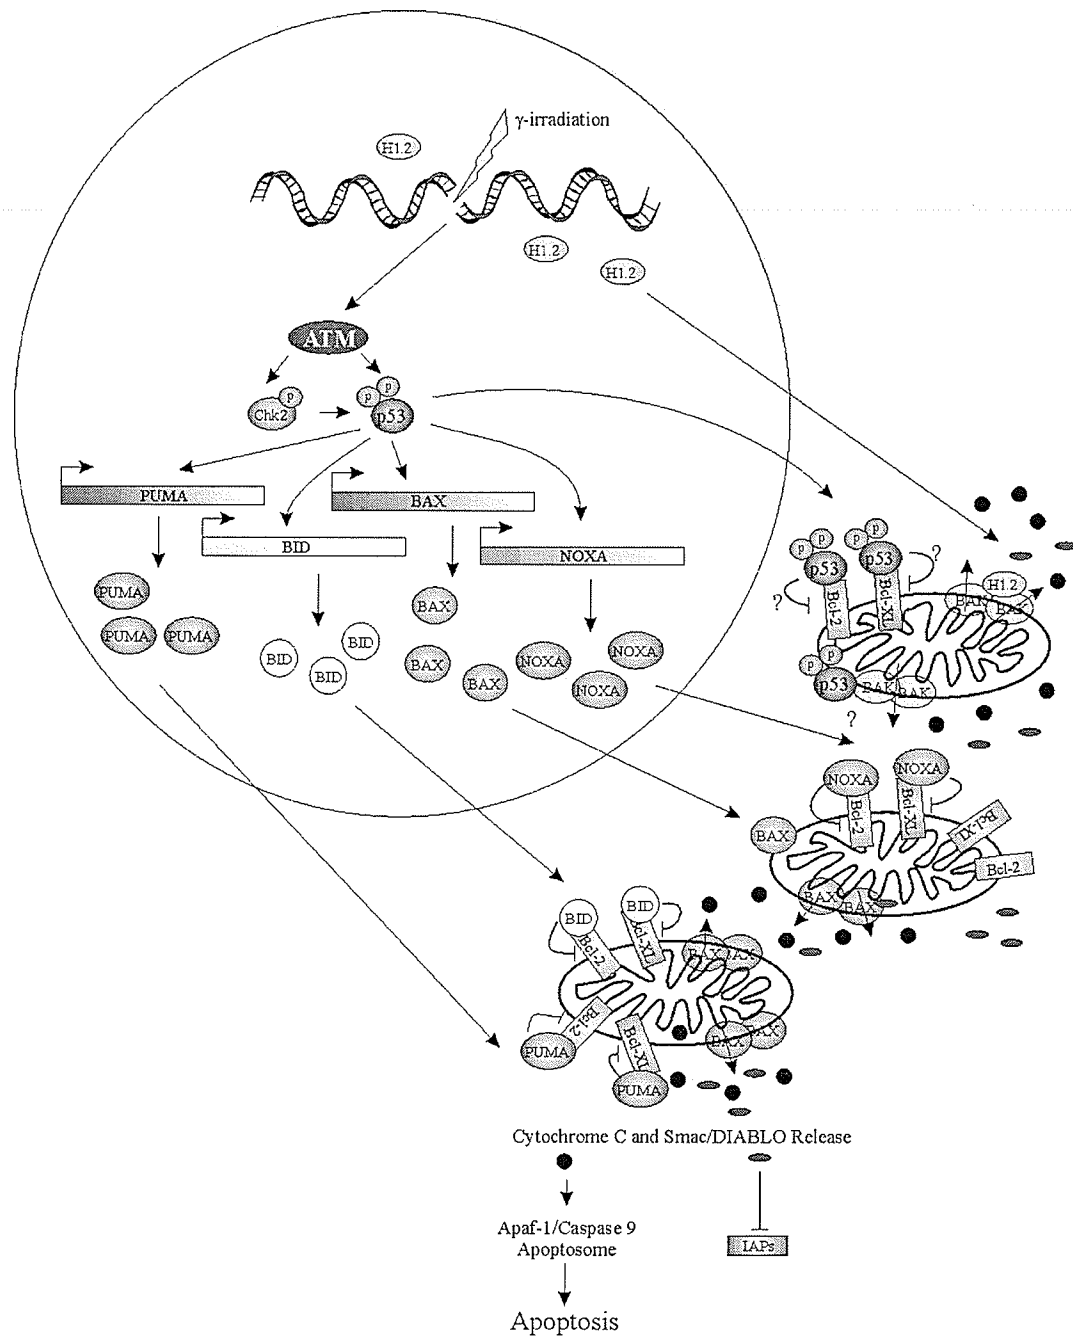 γ-irradiation
H1.2
H1.2
H1.2
ATM
p
p
p
Chk2
p53
PUMA
BAX
BID
NOXA
PUMA
PUMA
PUMA
BID
BID
BID
BAX
BAX
BAX
NOXA
NOXA
NOXA
p
p
p
p
p53
p53
?
?
Bcl-2
Bcl-XL
H1.2
BAK
BAK
p
p
p53
BAK
BAK
?
NOXA
NOXA
Bcl-2
Bcl-XL
Bcl-XL
Bcl-2
BAX
BAX
BAX
BID
BID
Bcl-2
Bcl-XL
BAX
BAX
Bcl-2
Bcl-XL
BAX
BAX
PUMA
PUMA
Cytochrome C and Smac/DIABLO Release
Apaf-1/Caspase 9
Apoptosome
IAPs
Apoptosis